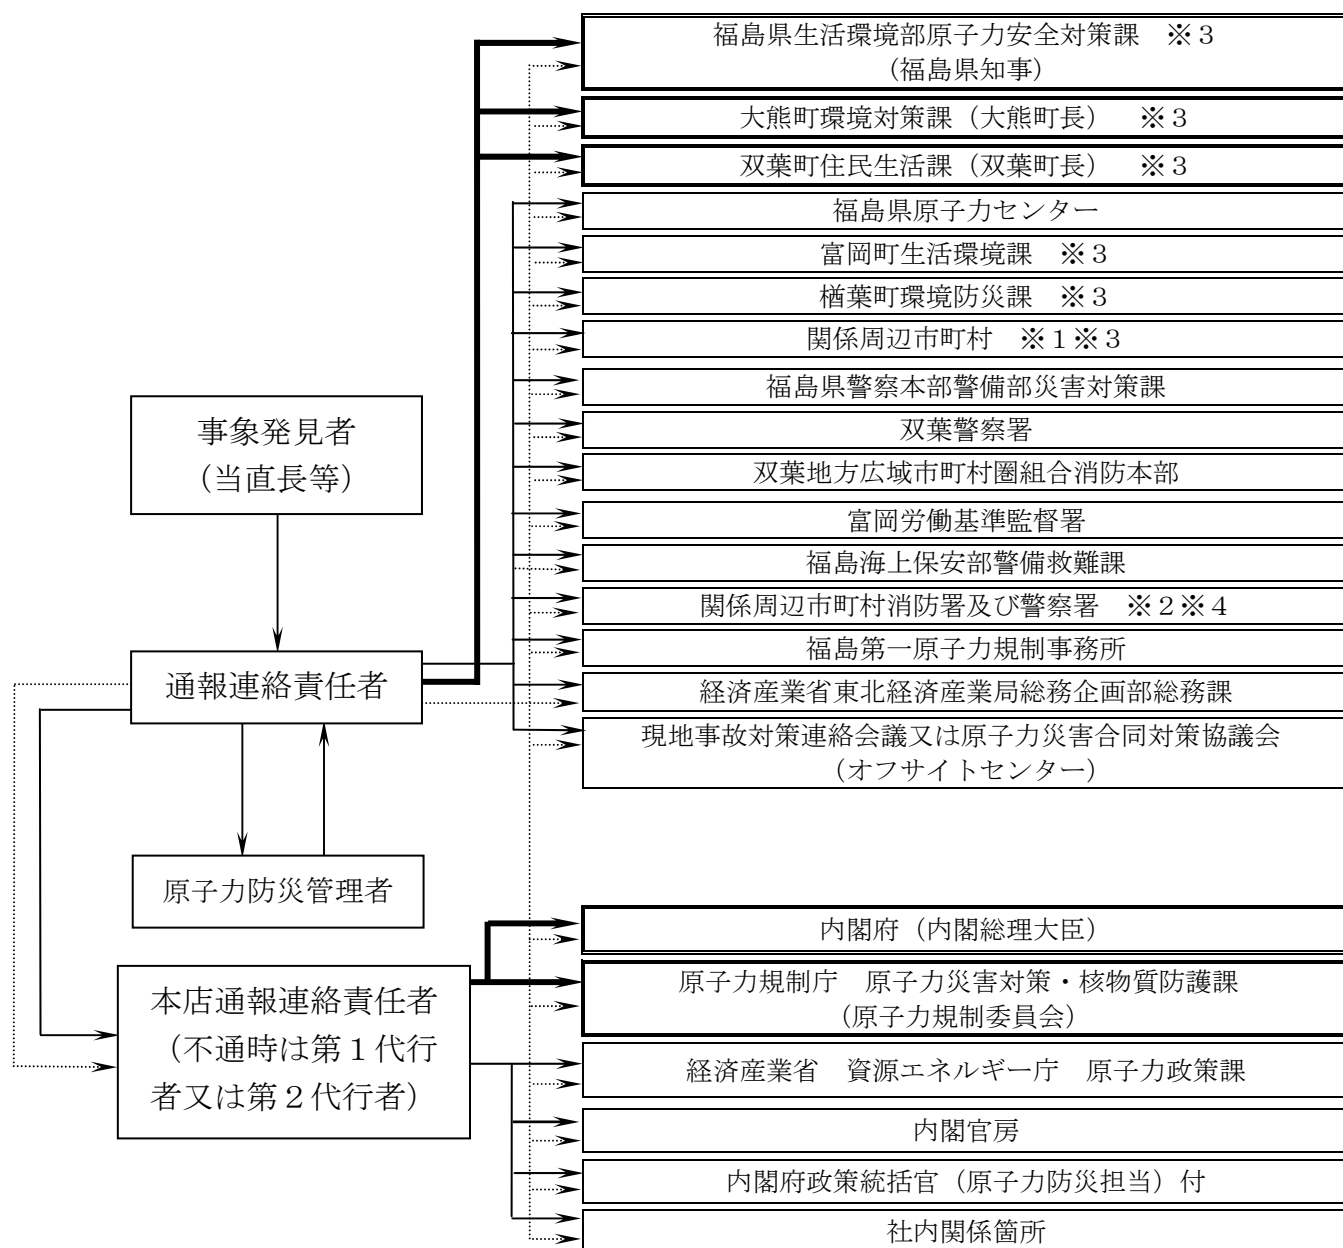 福島県生活環境部原子力安全対策課　※３
（福島県知事）
大熊町環境対策課（大熊町長）　※３
双葉町住民生活課（双葉町長）　※３
福島県原子力センター
富岡町生活環境課　※３
楢葉町環境防災課　※３
関係周辺市町村　※１※３
福島県警察本部警備部災害対策課
双葉警察署
双葉地方広域市町村圏組合消防本部
富岡労働基準監督署
福島海上保安部警備救難課
関係周辺市町村消防署及び警察署　※２※４
福島第一原子力規制事務所
経済産業省東北経済産業局総務企画部総務課
現地事故対策連絡会議又は原子力災害合同対策協議会
（オフサイトセンター）
事象発見者
（当直長等）
通報連絡責任者
原子力防災管理者
本店通報連絡責任者
（不通時は第１代行
者又は第２代行者）
内閣府（内閣総理大臣）
原子力規制庁　原子力災害対策・核物質防護課
（原子力規制委員会）
経済産業省　資源エネルギー庁　原子力政策課
内閣官房
内閣府政策統括官（原子力防災担当）付
社内関係箇所